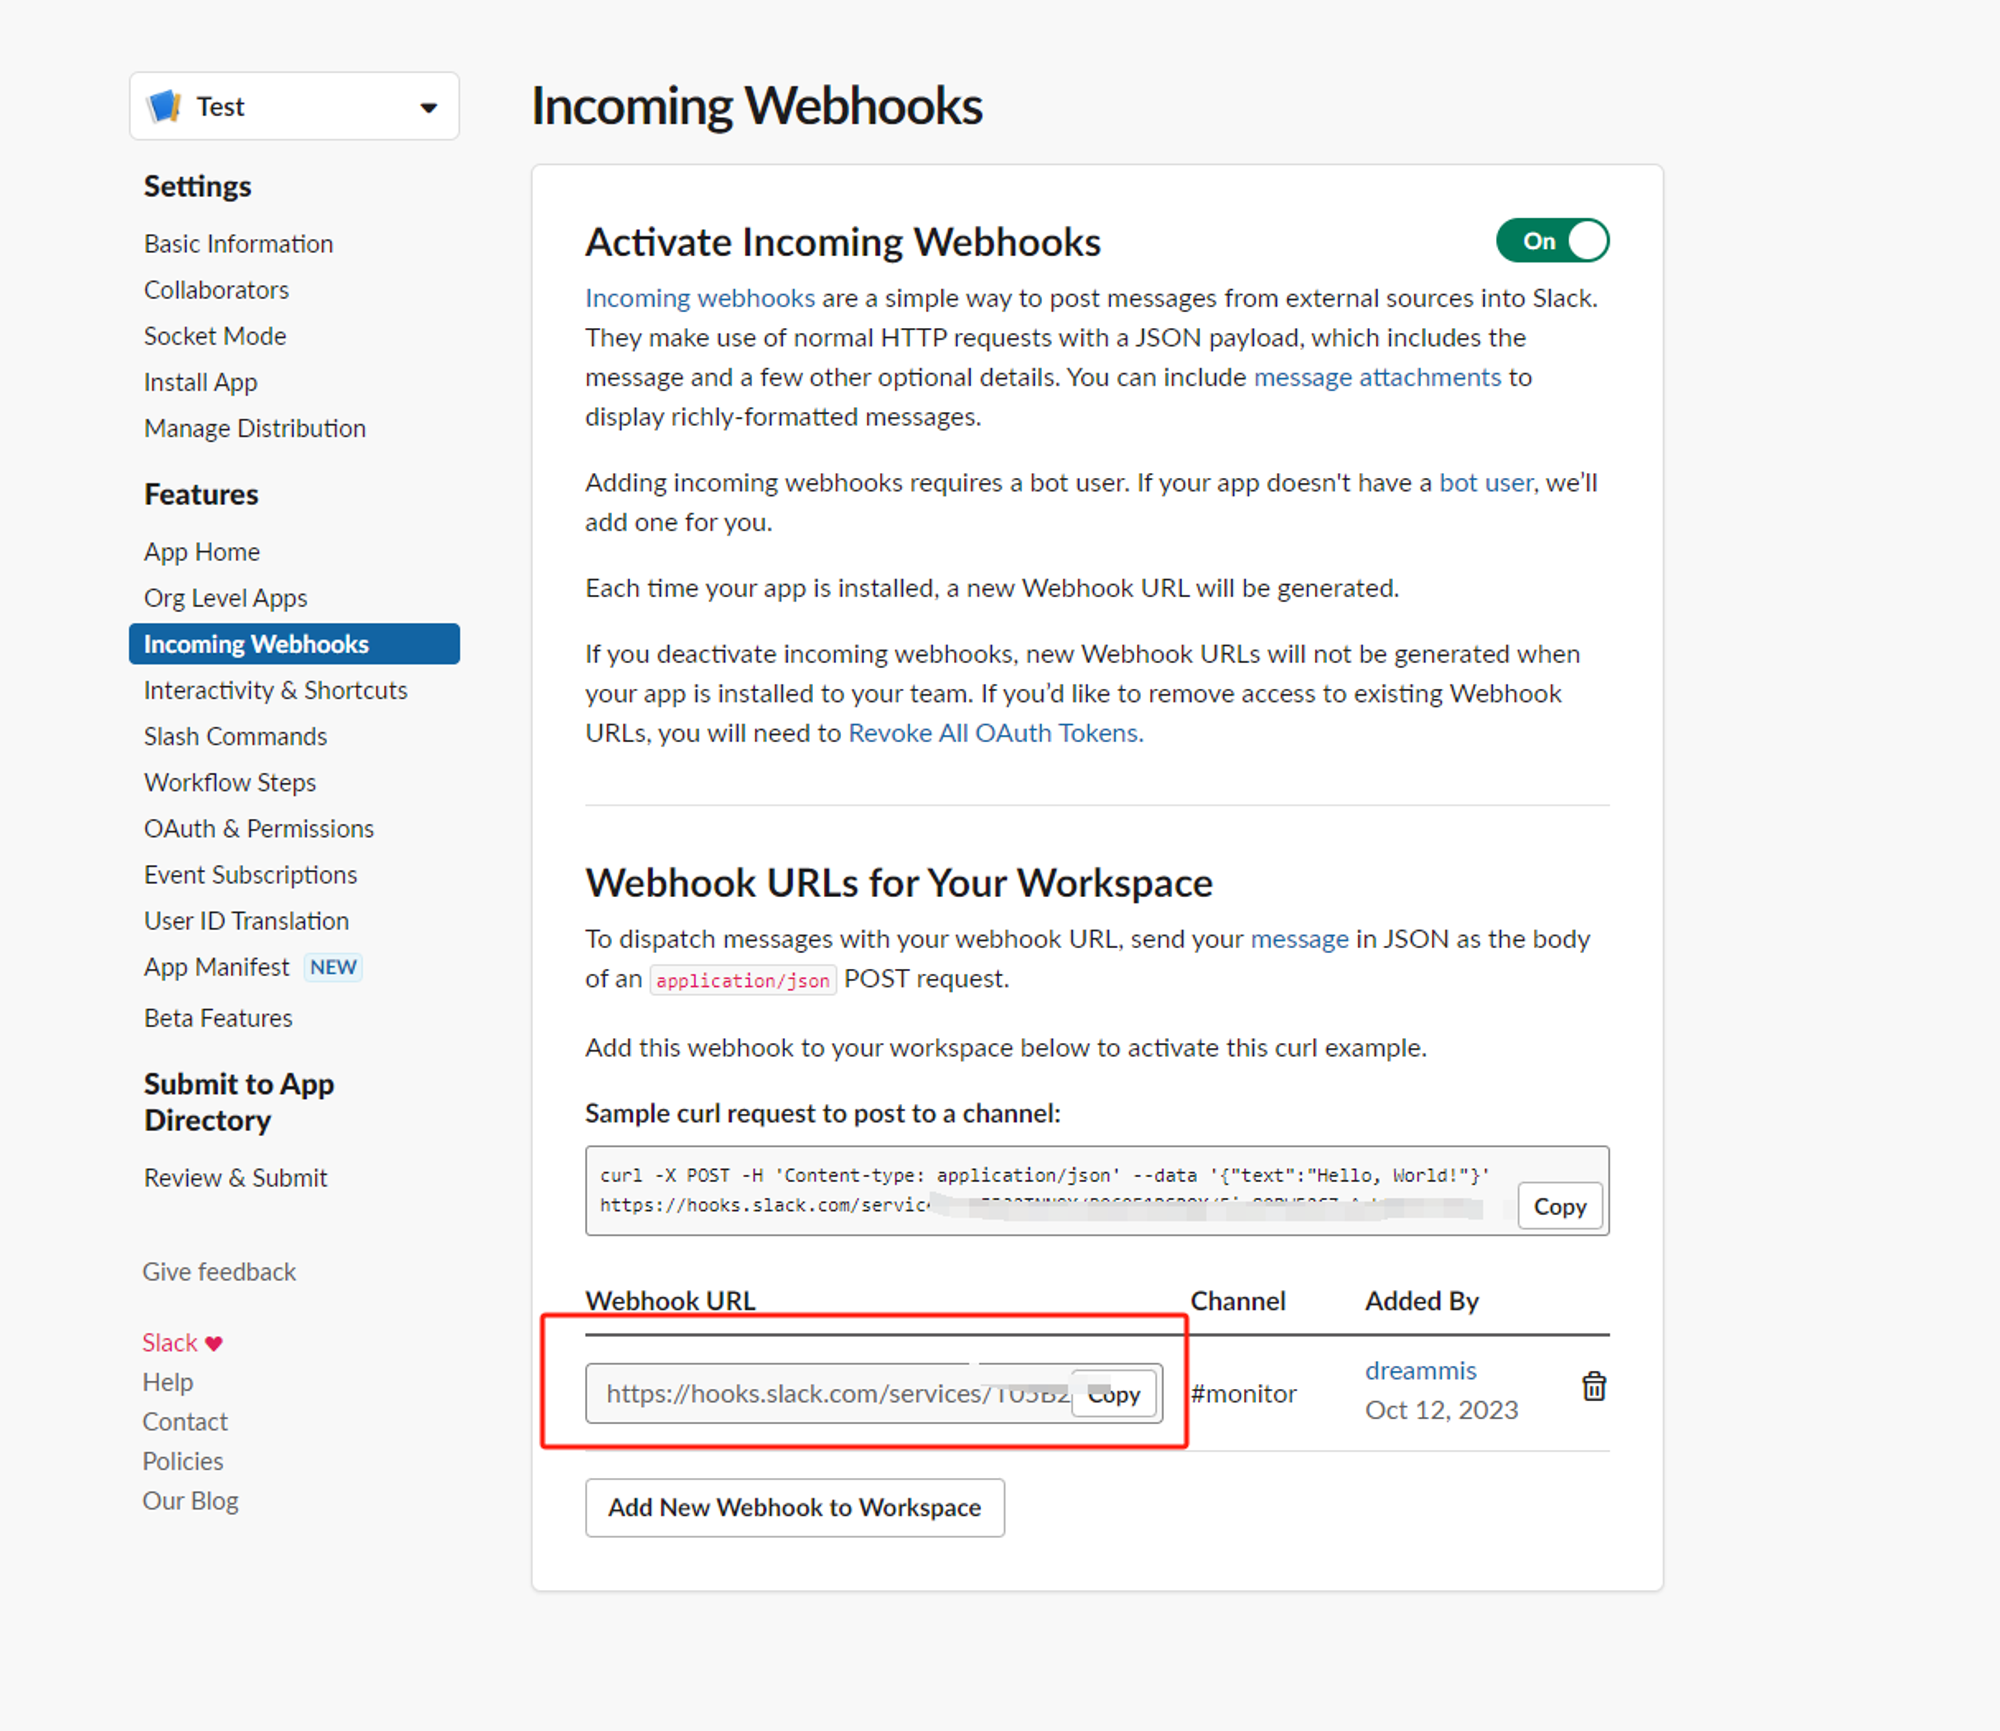 Test
Settings
Basic Information
Collaborators
Socket Mode
Install App
Manage Distribution
Features
App Home
Org Level Apps
Incoming Webhooks
Interactivity & Shortcuts
Slash Commands
Workflow Steps
OAuth & Permissions
Event Subscriptions
User ID Translation
App Manifest NEW
Beta Features
Submit to App
Directory
Review & Submit
Give feedback
Slack
Help
Contact
Policies
Our Blog
Incoming Webhooks
Activate Incoming Webhooks
On
Incoming webhooks are a simple way to post messages from external sources into Slack.
They make use of normal HTTP requests with a JSON payload, which includes the
message and a few other optional details. You can include message attachments to
display richly-formatted messages.
Adding incoming webhooks requires a bot user. If your app doesn't have a bot user, we’ll
add one for you.
Each time your app is installed, a new Webhook URL will be generated.
If you deactivate incoming webhooks, new Webhook URLs will not be generated when
your app is installed to your team. If you’d like to remove access to existing Webhook
URLs, you will need to Revoke All OAuth Tokens.
Webhook URLs for Your Workspace
To dispatch messages with your webhook URL, send your message in JSON as the body
of an application/json POST request.
Add this webhook to your workspace below to activate this curl example.
Sample curl request to post to a channel:
curl -X POST -H 'Content-type: application/json' --data '{"text":"Hello, World!"}'
https://hooks.slack.com/servic
Copy
Webhook URL Channel Added By
https://hooks.slack.com/services/ Copy
#monitor
dreammis
Oct 12, 2023
Add New Webhook to Workspace